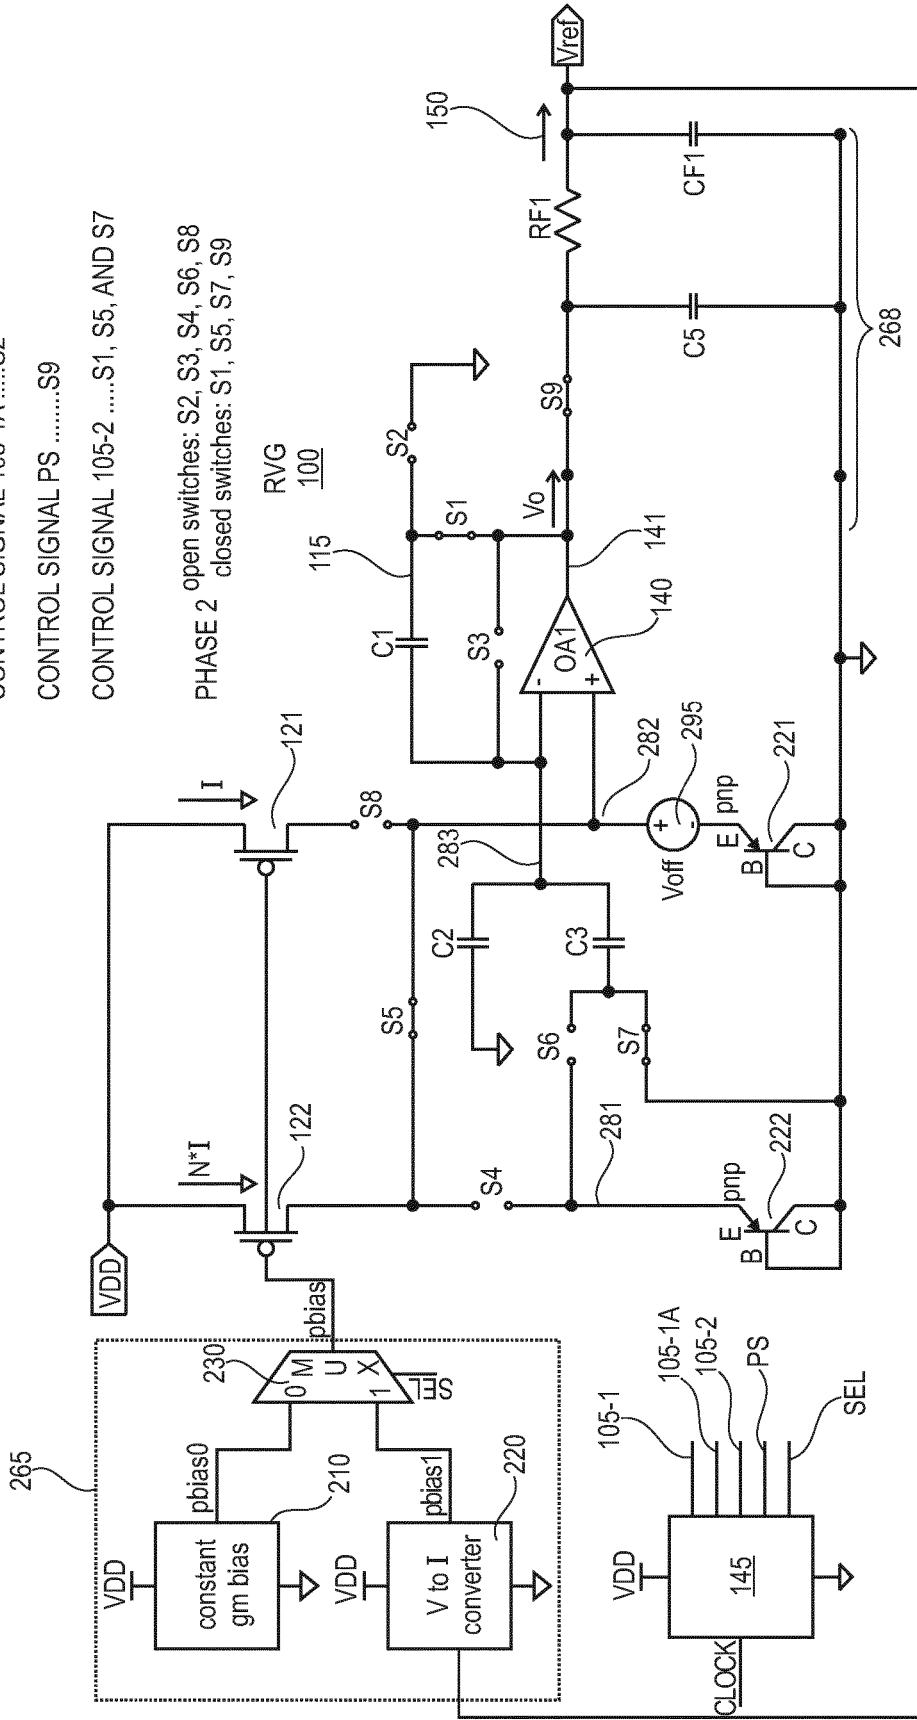 CONTROL SIGNAL PS ........S9
CONTROL SIGNAL 105-2 .....S1, S5, AND S7
PHASE 2 open switches: S2, S3, S4, S6, S8
closed switches: S1, S5, S7, S9
RVG
100
265
VDD
constant
gm bias
210
pbias0
VDD
V to I
converter
220
pbias1
230
0
1
M
U
X
SEL
pbias
VDD
N*I
122
I
121
S8
S5
S4
S6
S7
281
282
283
C2
C3
C1
115
S1
S2
S3
-
+
OA1
140
141
Vo
S9
RF1
150
Vref
C5
CF1
268
+
-
Voff
295
pnp
E
B
C
221
pnp
E
B
C
222
VDD
145
CLOCK
105-1
105-1A
105-2
PS
SEL